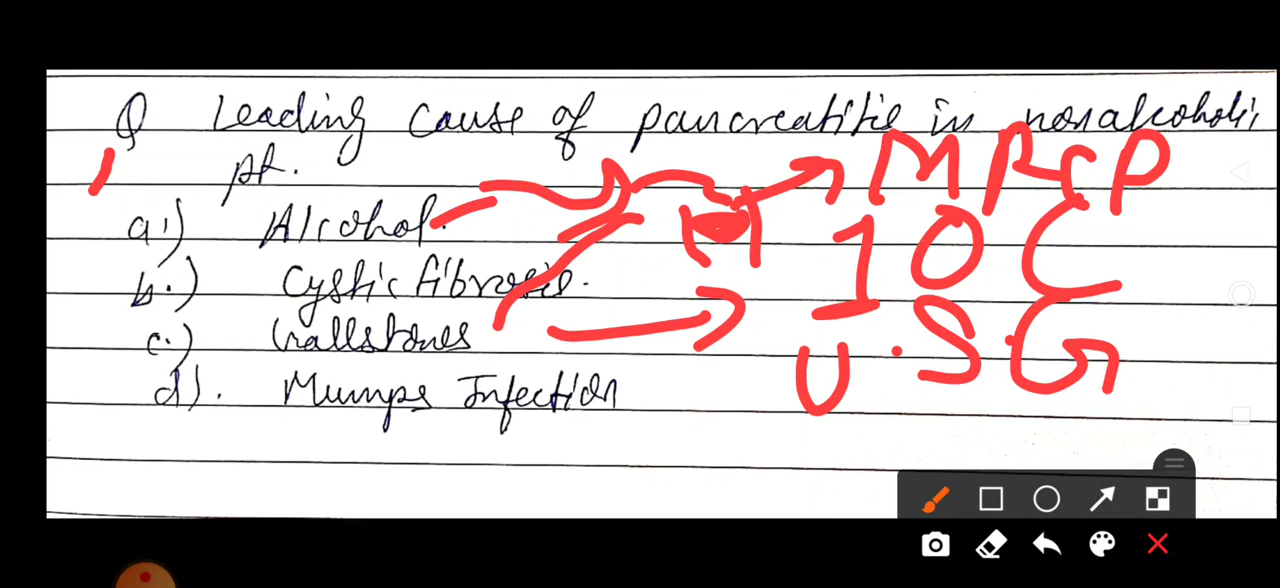 Q Leading Cause of pancreatitis in nonalcoholic
pt.
a.) Alcohol.
b.) Cystic fibrosis.
c.) Gallstones
d). Mumps Infection
MRCP
IOC
U.S.G